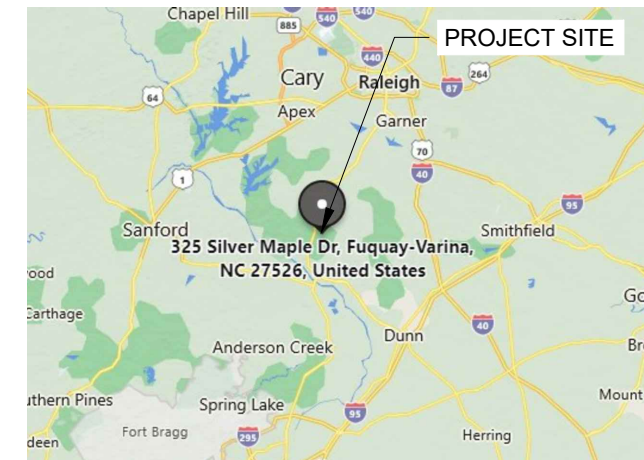 Chapel Hill
540
540
885
PROJECT SITE
440
Cary
Raleigh
264
87
64
Apex
Garner
70
40
1
95
Sanford
Smithfield
325 Silver Maple Dr, Fuquay-Varina,
NC 27526, United States
wood
Go
Carthage
40
Dunn
Anderson Creek
Br
uthern Pines
Spring Lake
95
Mount
Fort Bragg
deen
295
Herring